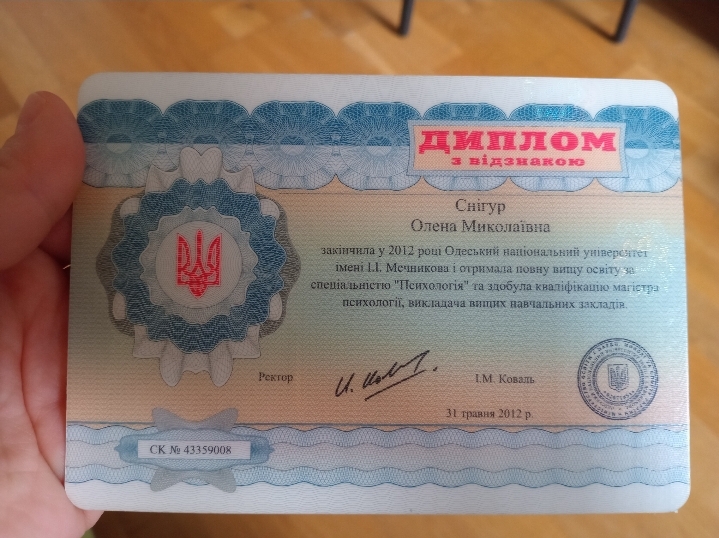 ДИПЛОМ
з відзнакою
Снігур
Олена Миколаївна
закінчила у 2012 році Одеський національний університет
імені І.І. Мечникова і отримала повну вищу освіту за
спеціальністю "Психологія" та здобула кваліфікацію магістра
психології, викладача вищих навчальних закладів.
Ректор
І.М. Коваль
31 травня 2012 р.
СК № 43359008